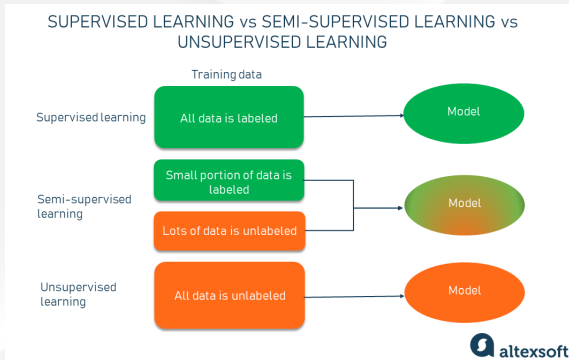 SUPERVISED LEARNING vs SEMI-SUPERVISED LEARNING vs
UNSUPERVISED LEARNING
Training data
Supervised learning
All data is labeled
Model
Semi-supervised
learning
Small portion of data is
labeled
Lots of data is unlabeled
Model
Unsupervised
learning
All data is unlabeled
Model
altexsoft